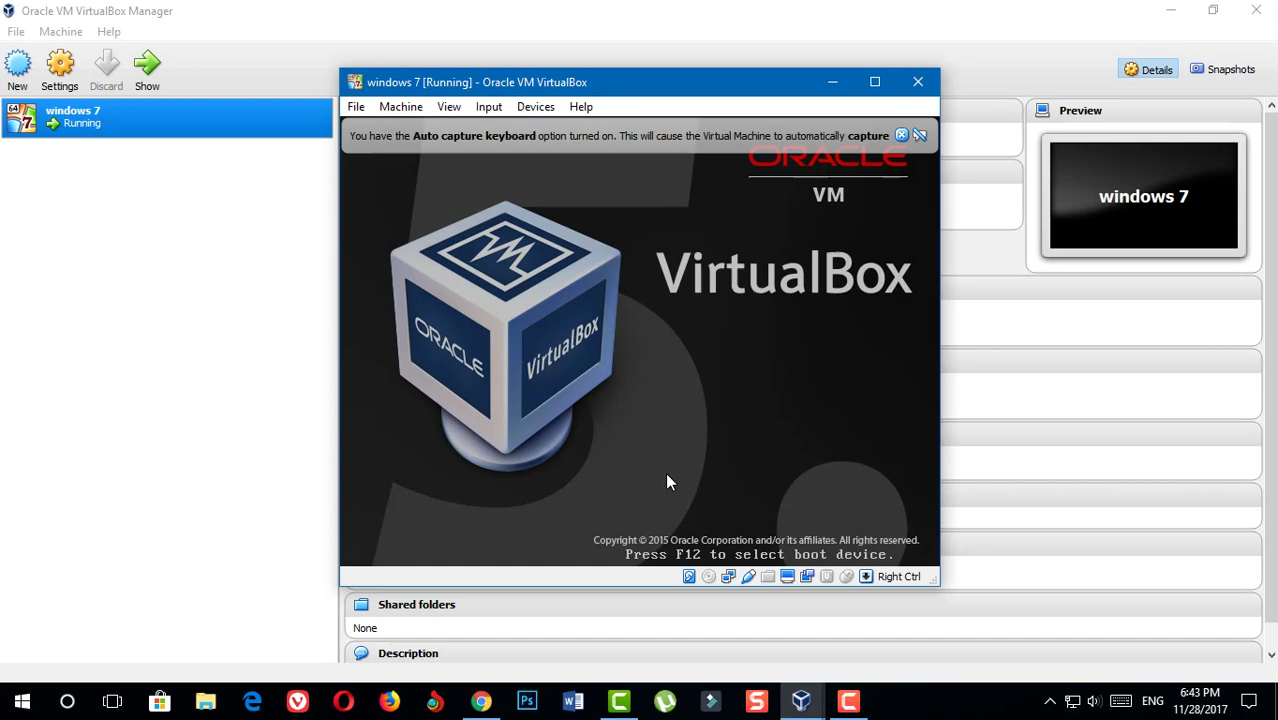 Oracle VM VirtualBox Manager
File Machine Help
New Settings Discard Show
Details Snapshots
64
7
windows 7
Running
windows 7 [Running] - Oracle VM VirtualBox
File Machine View Input Devices Help
You have the Auto capture keyboard option turned on. This will cause the Virtual Machine to automatically capture
ORACLE
VM
VirtualBox
ORACLE
VirtualBox
5.
Copyright © 2015 Oracle Corporation and/or its affiliates. All rights reserved.
Press F12 to select boot device.
Right Ctrl
Preview
windows 7
Shared folders
None
Description
ENG
6:43 PM
11/28/2017